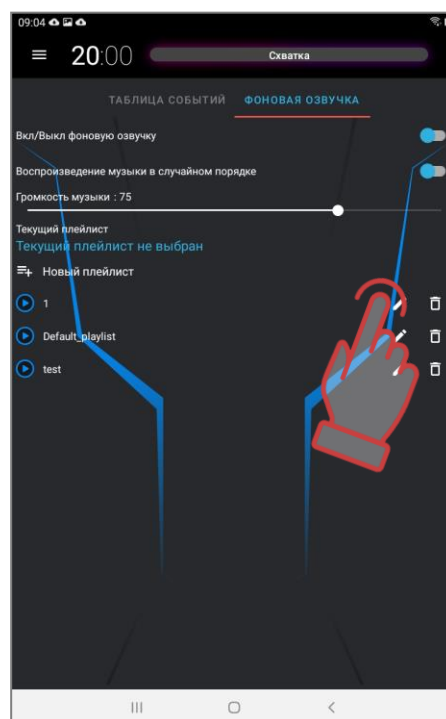 09:04
20:00
Схватка
ТАБЛИЦА СОБЫТИЙ ФОНОВАЯ ОЗВУЧКА
Вкл/Выкл фоновую озвучку
Воспроизведение музыки в случайном порядке
Громкость музыки : 75
Текущий плейлист
Текущий плейлист не выбран
Новый плейлист
1
Default_playlist
test